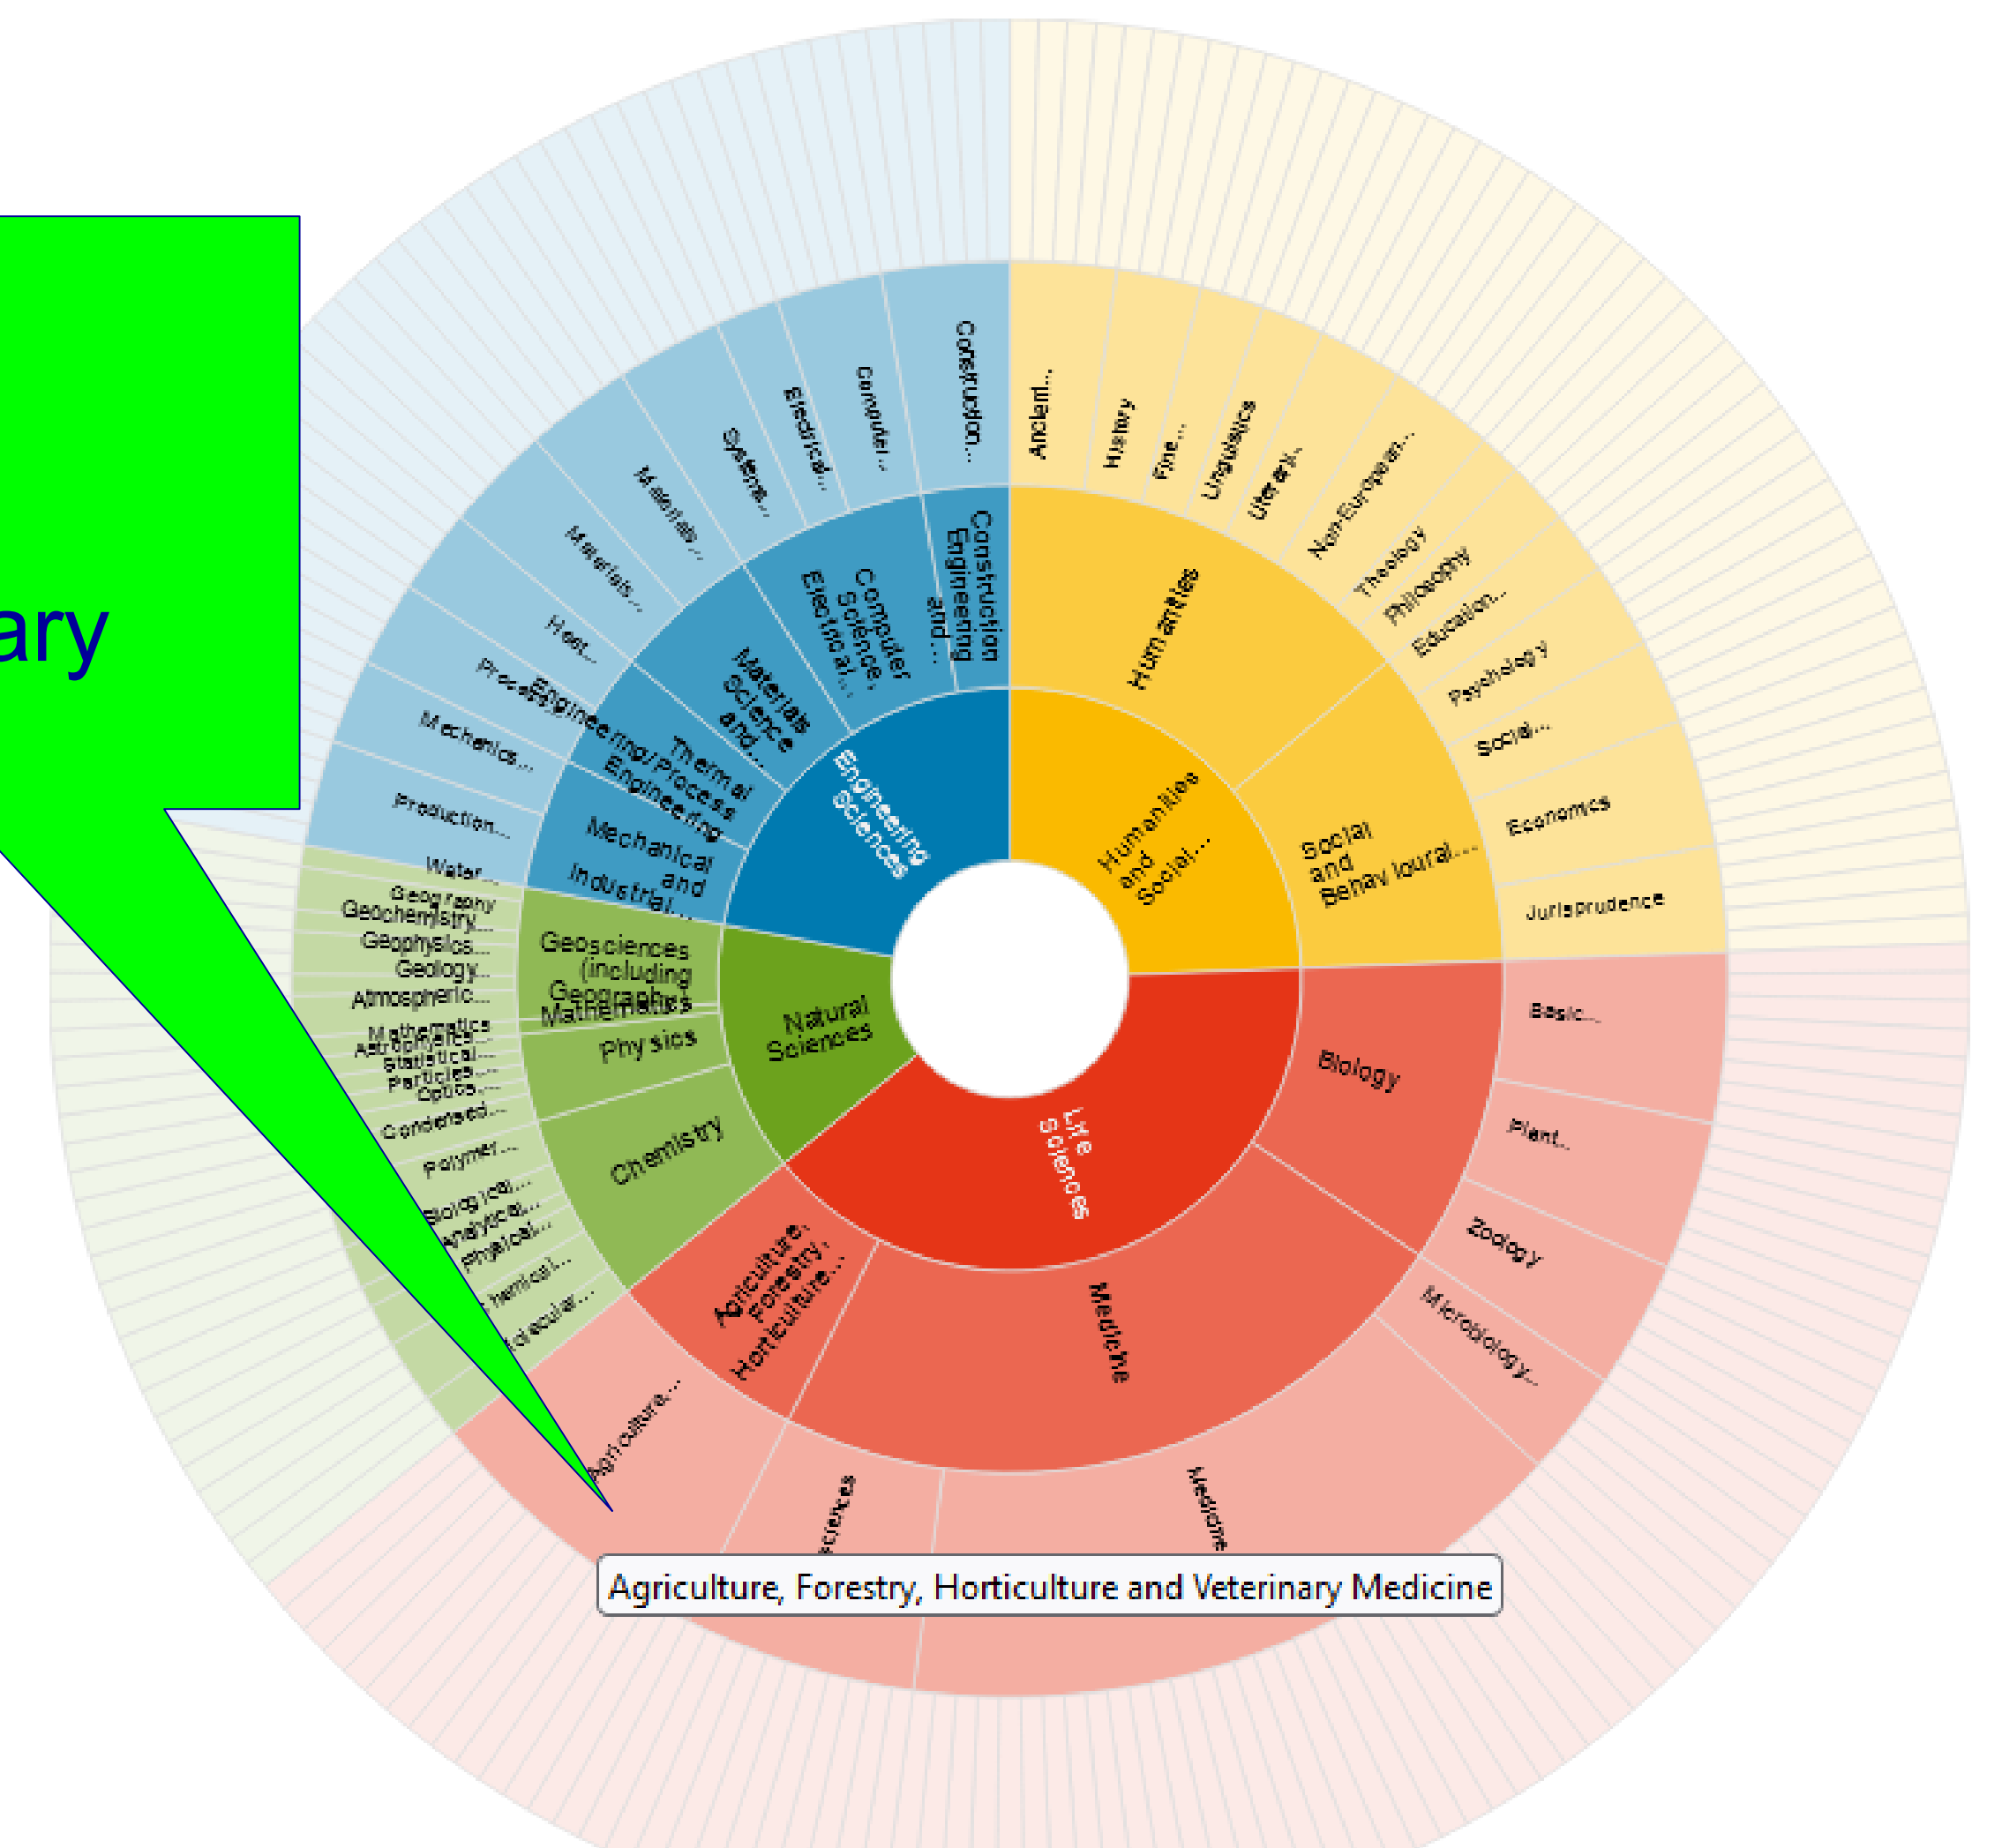 ary
Construction...
Computer...
Electrical...
Systems...
Materials...
Materials...
Heat...
Process...
Mechanics...
Production...
Water...
Ancient...
History
Fine...
Linguistics
Literary...
Non-European...
Theology
Philosophy
Education...
Psychology
Social...
Economics
Jurisprudence
Construction
Engineering
and...
Computer
Science,
Electrical...
Materials
Science
and...
Thermal
Engineering/Process
Engineering
Mechanical
and
Industrial...
Humanities
Social
and
Behavioural...
Engineering
Sciences
Humanities
and
Social...
Geography
Geochemistry,...
Geophysics...
Geology...
Atmospheric...
Mathematics
Astrophysics...
Statistical...
Particles...
Optics,...
Condensed...
Polymer...
Biological...
Analytical...
Physical...
hemical...
olecular...
Geosciences
(including
Geography)
Mathematics
Physics
Chemistry
Natural
Sciences
Life
Sciences
Biology
Medicine
Agriculture,
Forestry,
Horticulture...
Basic...
Plant...
Zoology
Microbiology,...
Medicine
sciences
Agriculture,...
Agriculture, Forestry, Horticulture and Veterinary Medicine